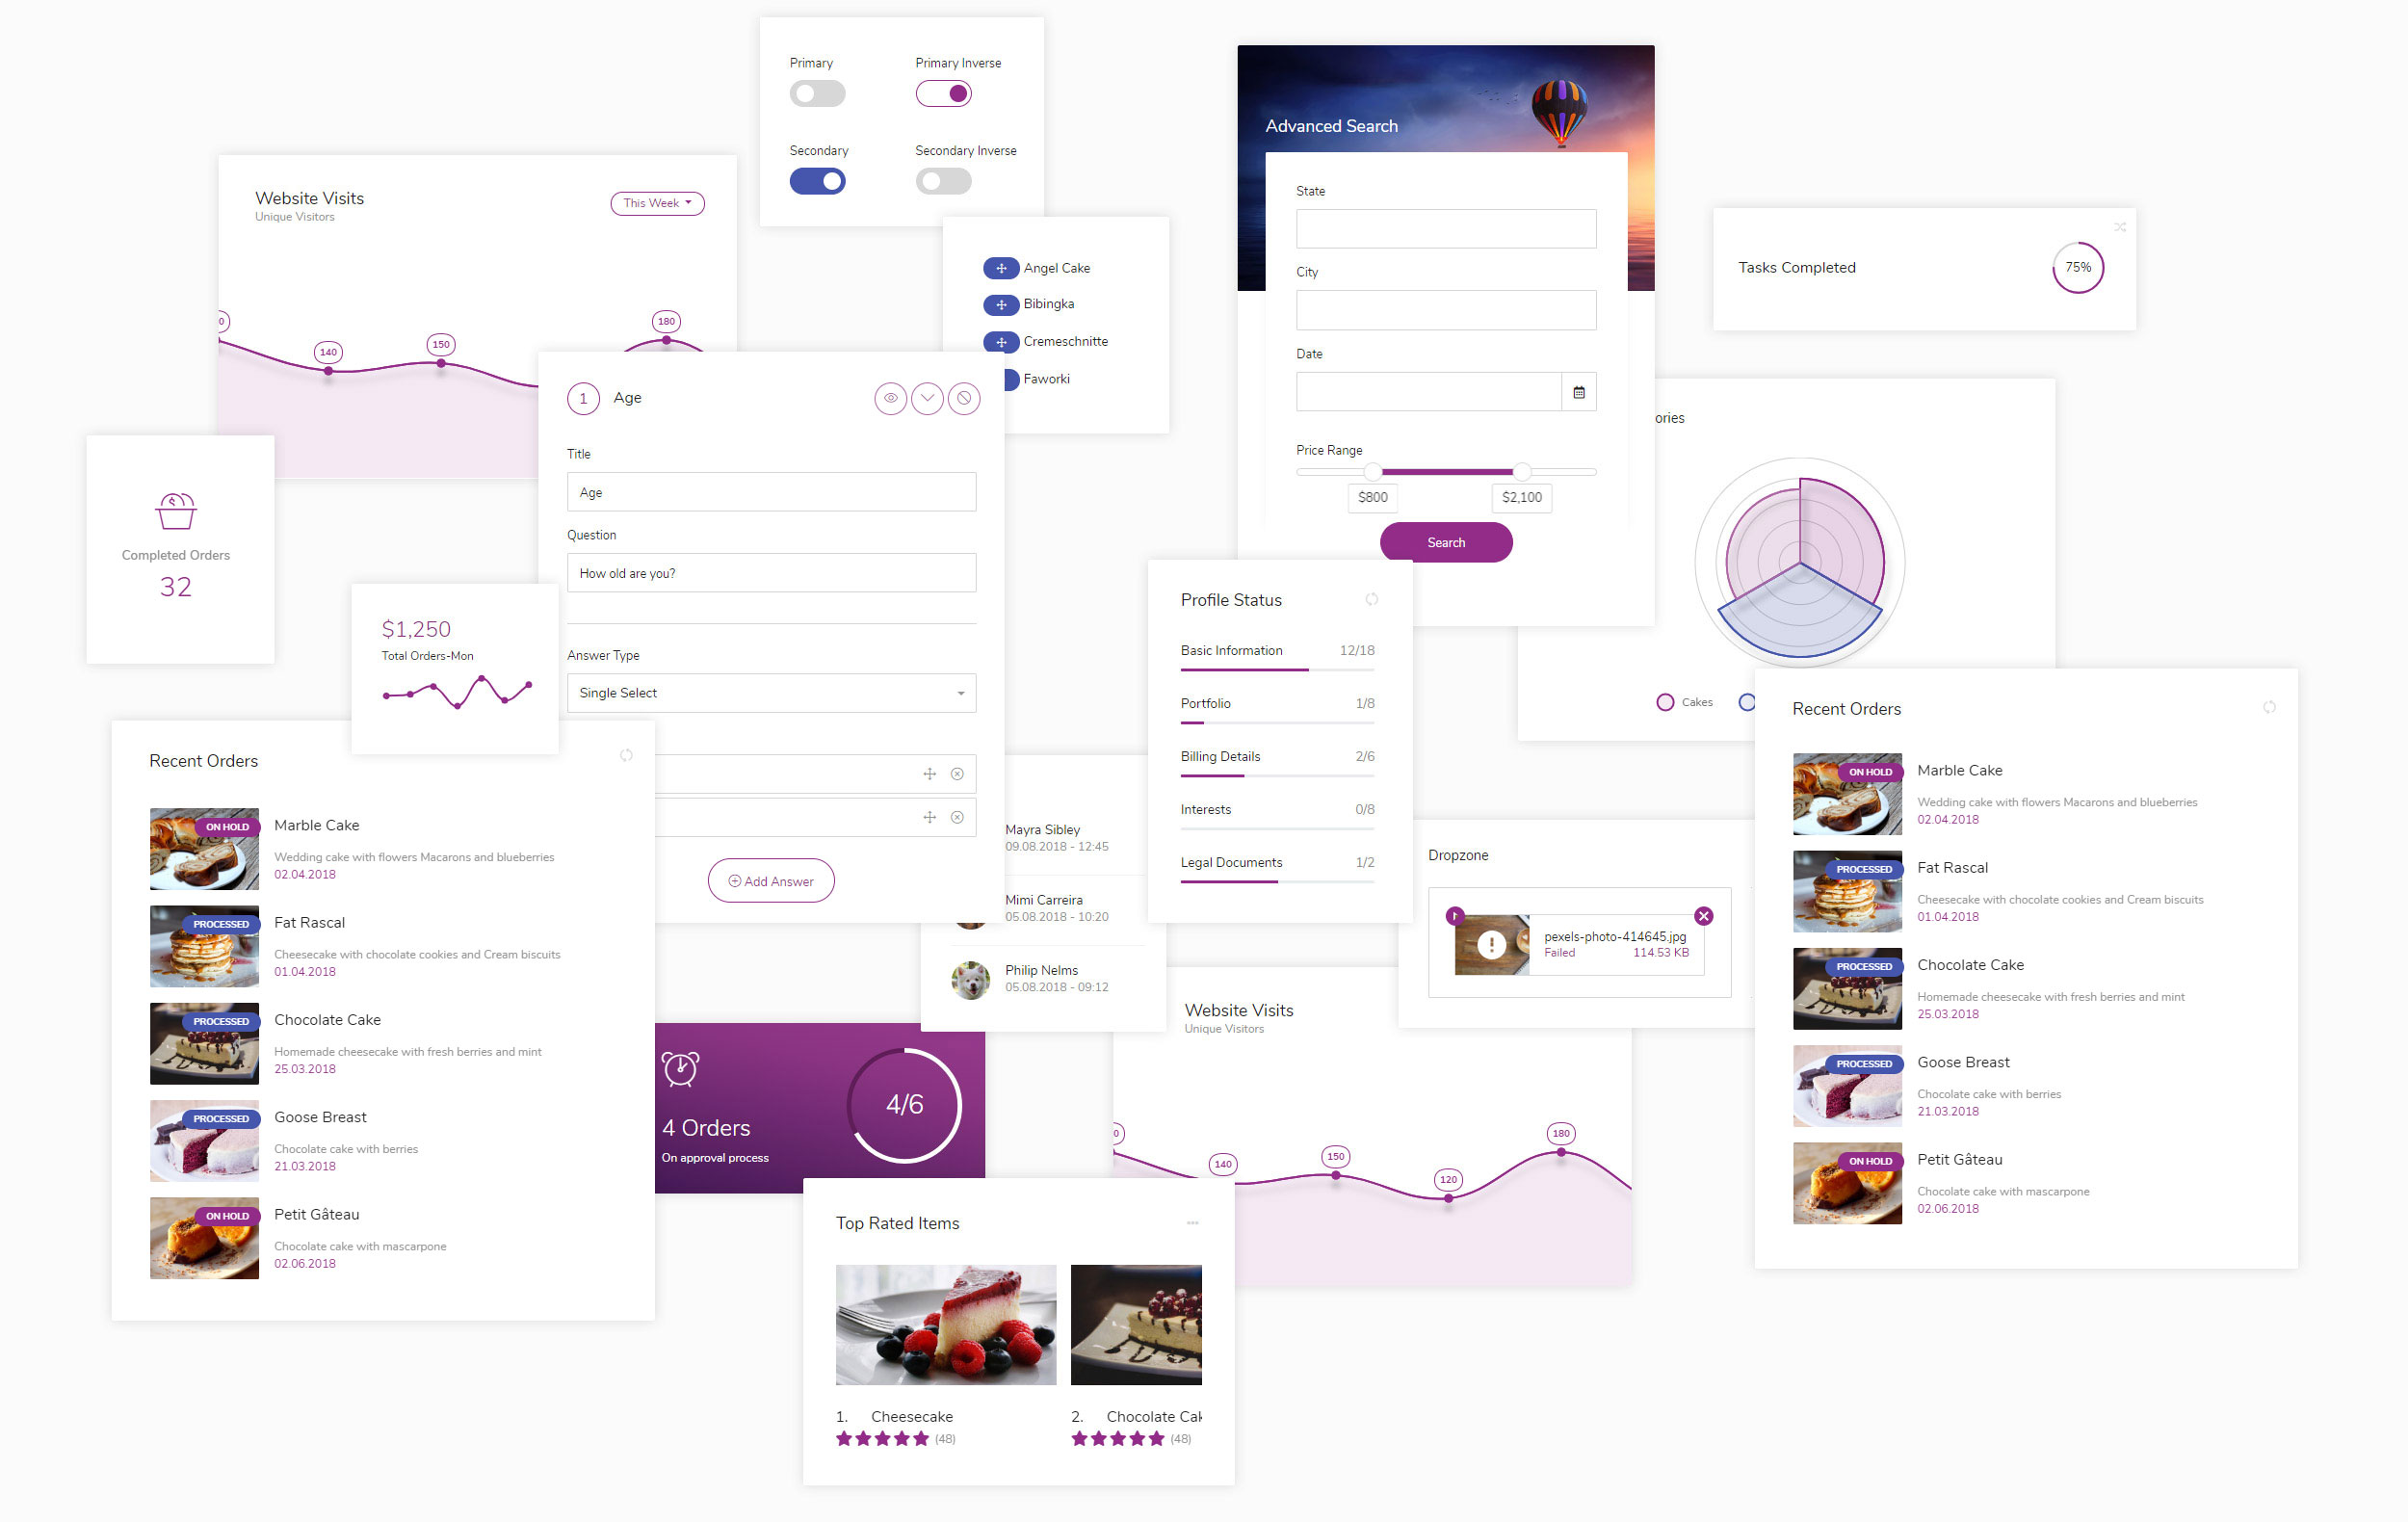 Primary
Primary Inverse
Secondary
Secondary Inverse
Advanced Search
State
City
Date
Price Range
$800
$2,100
Search
Website Visits
Unique Visitors
This Week
0
140
150
180
Angel Cake
Bibingka
Cremeschnitte
Faworki
Tasks Completed
75%
ories
Cakes
1
Age
Title
Age
Question
How old are you?
Answer Type
Single Select
Add Answer
Completed Orders
32
$1,250
Total Orders-Mon
Profile Status
Basic Information
12/18
Portfolio
1/8
Billing Details
2/6
Interests
0/8
Legal Documents
1/2
Recent Orders
ON HOLD
Marble Cake
Wedding cake with flowers Macarons and blueberries
02.04.2018
PROCESSED
Fat Rascal
Cheesecake with chocolate cookies and Cream biscuits
01.04.2018
PROCESSED
Chocolate Cake
Homemade cheesecake with fresh berries and mint
25.03.2018
PROCESSED
Goose Breast
Chocolate cake with berries
21.03.2018
ON HOLD
Petit Gâteau
Chocolate cake with mascarpone
02.06.2018
Mayra Sibley
09.08.2018 - 12:45
Mimi Carreira
05.08.2018 - 10:20
Philip Nelms
05.08.2018 - 09:12
Dropzone
pexels-photo-414645.jpg
Failed
114.53 KB
Recent Orders
ON HOLD
Marble Cake
Wedding cake with flowers Macarons and blueberries
02.04.2018
PROCESSED
Fat Rascal
Cheesecake with chocolate cookies and Cream biscuits
01.04.2018
PROCESSED
Chocolate Cake
Homemade cheesecake with fresh berries and mint
25.03.2018
PROCESSED
Goose Breast
Chocolate cake with berries
21.03.2018
ON HOLD
Petit Gâteau
Chocolate cake with mascarpone
02.06.2018
4 Orders
On approval process
4/6
Website Visits
Unique Visitors
0
140
150
120
180
Top Rated Items
1. Cheesecake
(48)
2. Chocolate Cak
(48)